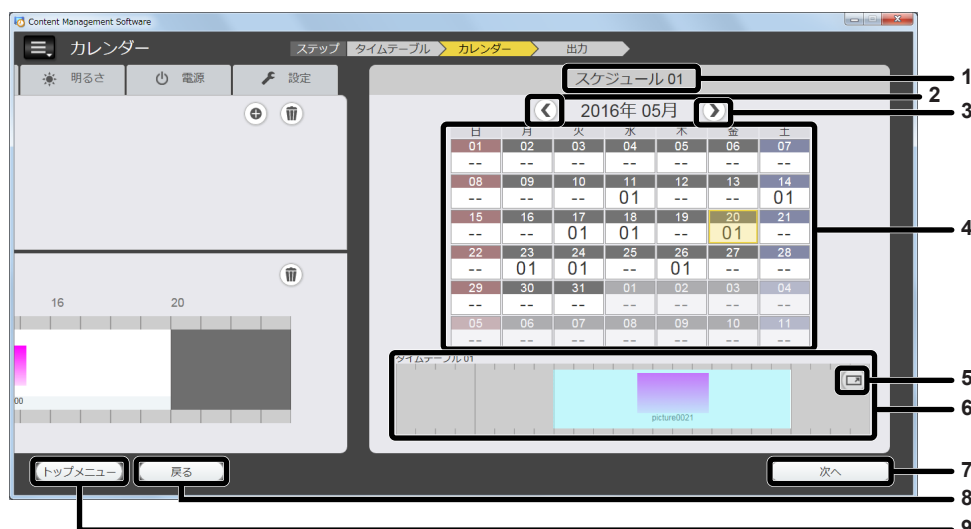 Content Management Software
カレンダー
ステップ タイムテーブル カレンダー 出力
明るさ 電源 設定
スケジュール 01
1
2
2016年 05月
3
日 月 火 水 木 金 土
01 02 03 04 05 06 07
-- -- -- -- -- -- --
08 09 10 11 12 13 14
-- -- -- 01 -- -- 01
15 16 17 18 19 20 21
-- -- 01 01 -- 01 --
4
22 23 24 25 26 27 28
-- 01 01 -- 01 -- --
29 30 31 01 02 03 04
-- -- -- -- -- -- --
05 06 07 08 09 10 11
-- -- -- -- -- -- --
16 20
00
タイムテーブル 01
5
6
picture0021
トップメニュー 戻る 次へ
7
8
9